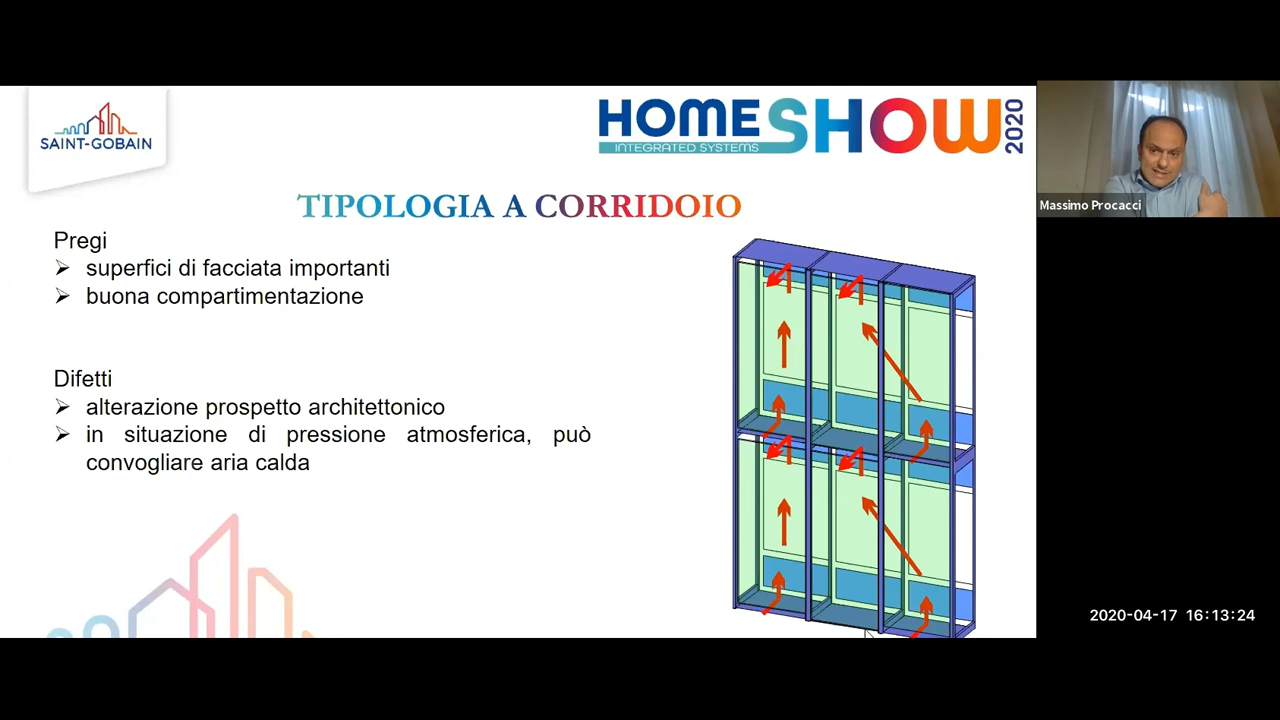 SAINT-GOBAIN
HOMESHOW 2020
INTEGRATED SYSTEMS
Massimo Procacci
TIPOLOGIA A CORRIDOIO
Pregi
superfici di facciata importanti
buona compartimentazione
Difetti
alterazione prospetto architettonico
in situazione di pressione atmosferica, può
convogliare aria calda
2020-04-17 16:13:24